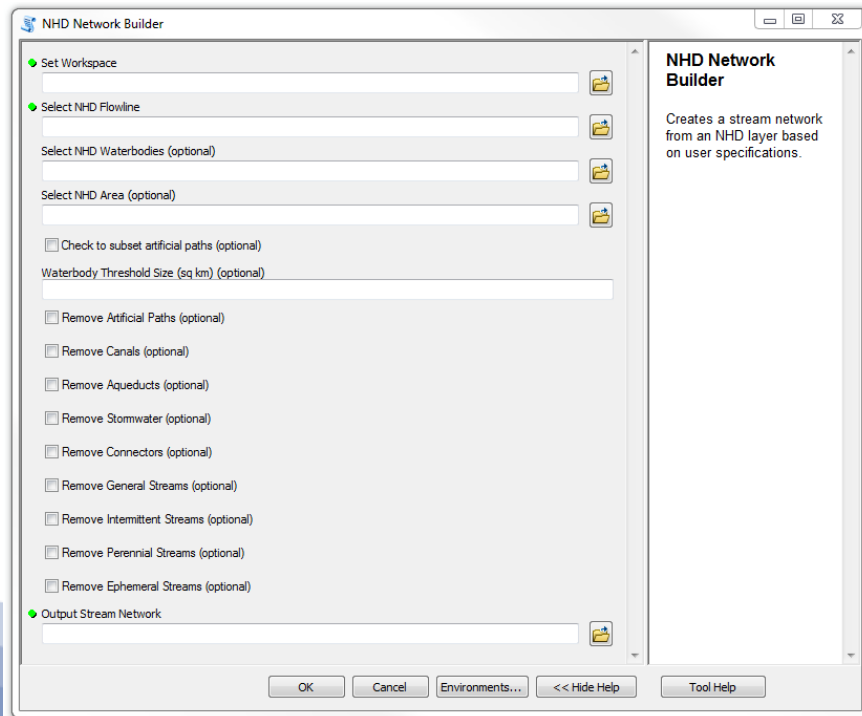 NHD Network Builder
Set Workspace
Select NHD Flowline
Select NHD Waterbodies (optional)
Select NHD Area (optional)
Check to subset artificial paths (optional)
Waterbody Threshold Size (sq km) (optional)
Remove Artificial Paths (optional)
Remove Canals (optional)
Remove Aqueducts (optional)
Remove Stormwater (optional)
Remove Connectors (optional)
Remove General Streams (optional)
Remove Intermittent Streams (optional)
Remove Perennial Streams (optional)
Remove Ephemeral Streams (optional)
Output Stream Network
OK
Cancel
Environments...
<< Hide Help
NHD Network
Builder
Creates a stream network
from an NHD layer based
on user specifications.
Tool Help